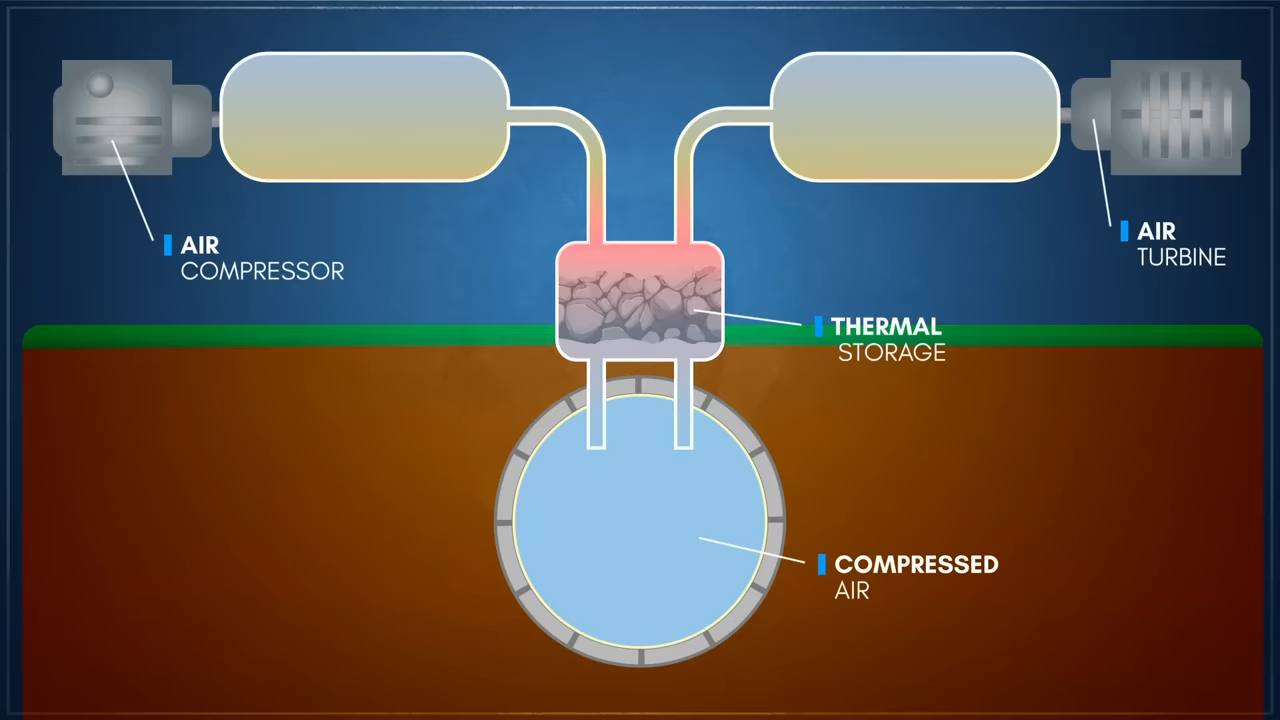 AIR
COMPRESSOR
AIR
TURBINE
THERMAL
STORAGE
COMPRESSED
AIR